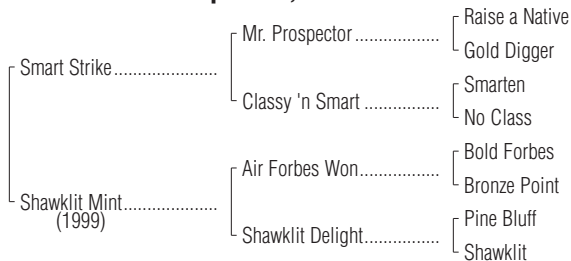 Raise a Native
Mr. Prospector ..................
Gold Digger
Smart Strike......................
Smarten
Classy 'n Smart ................
No Class
Bold Forbes
Air Forbes Won.................
Bronze Point
Shawklit Mint....................
(1999)
Pine Bluff
Shawklit Delight................
Shawklit